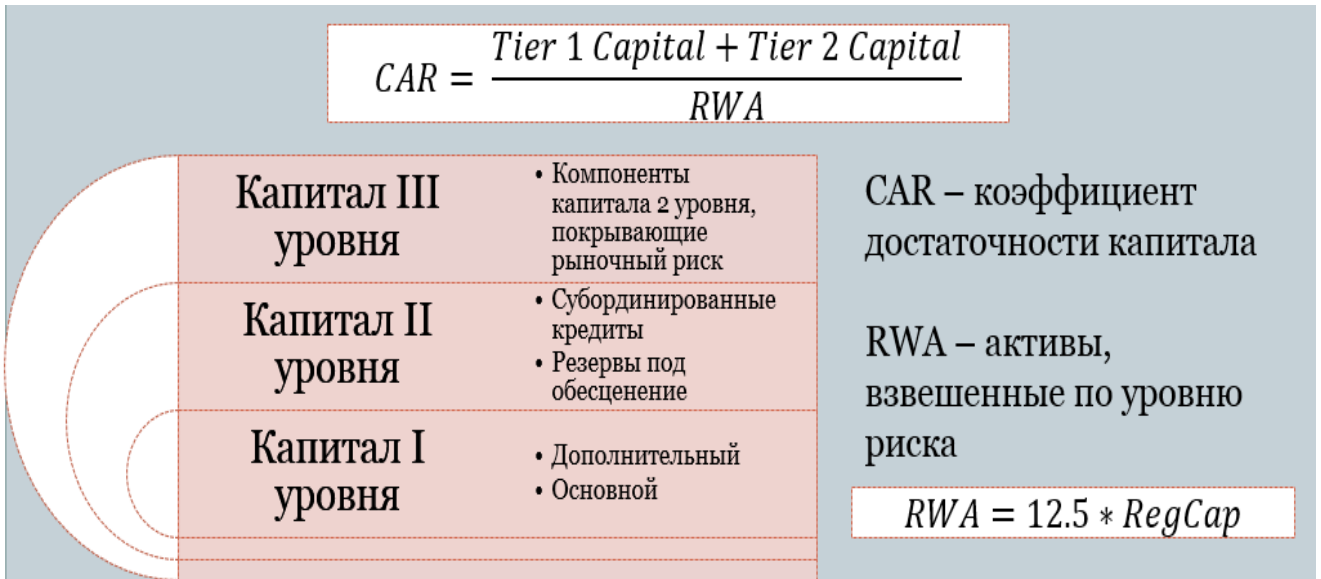 CAR = (Tier 1 Capital + Tier 2 Capital) / RWA
Капитал III
уровня
• Компоненты
капитала 2 уровня,
покрывающие
рыночный риск
Капитал II
уровня
• Субординированные
кредиты
• Резервы под
обесценение
Капитал I
уровня
• Дополнительный
• Основной
CAR – коэффициент
достаточности капитала
RWA – активы,
взвешенные по уровню
риска
RWA = 12.5 * RegCap